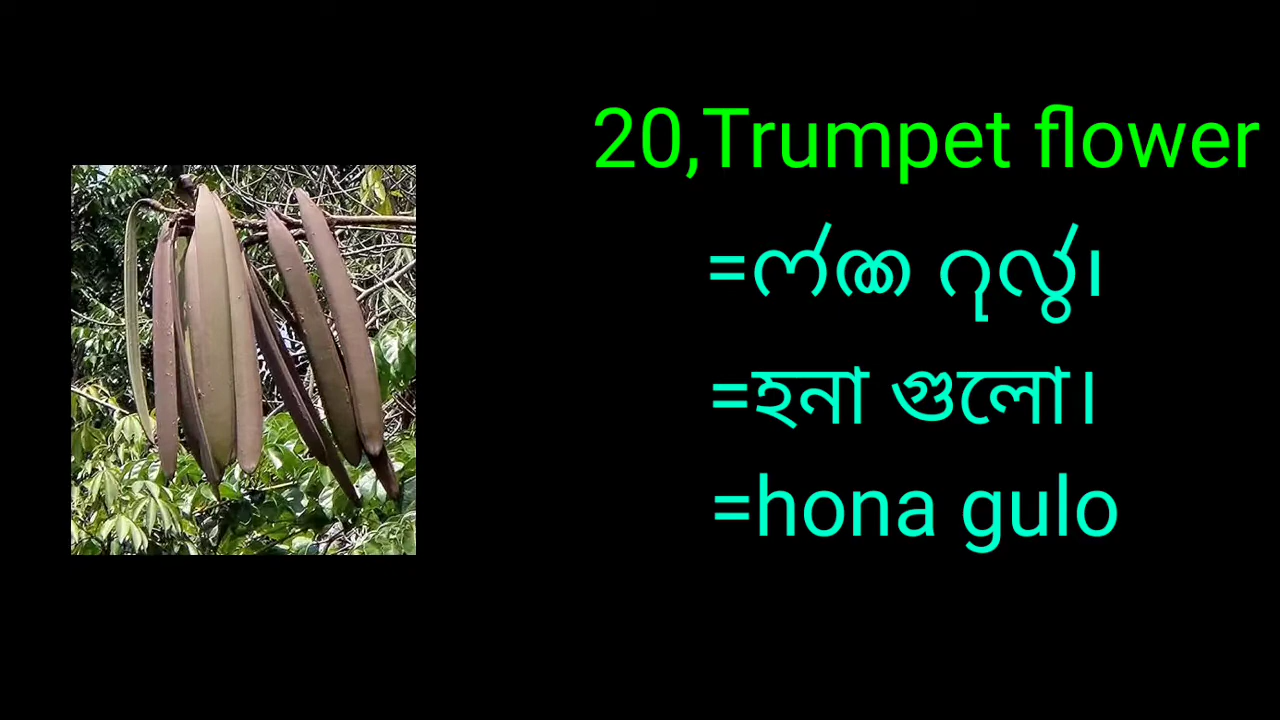 20,Trumpet flower
=𑄇𑄧𑄚 𑄉𑄪𑄣𑄮।
=হনা গুলো।
=hona gulo